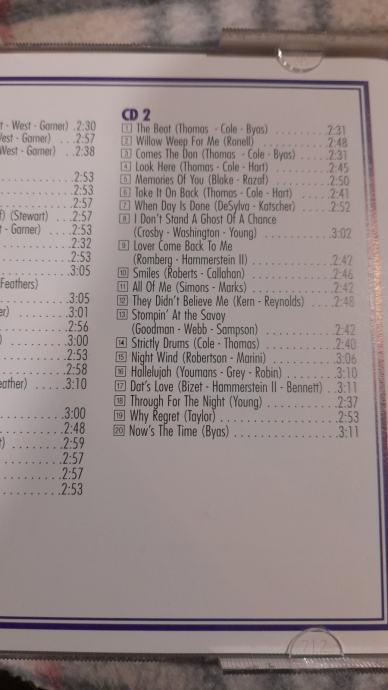 t - West - Garner) .2:30
West - Garner) ..2:57
West - Garner) ..2:38
2:53
2:53
2:57
) (Stewart) ...2:57
t - Garner) ....2:53
2:32
2:53
3:05
Feathers)
3:05
er) ............3:01
2:56
) ..............3:00
2:53
2:58
eather) .....3:10
3:00
2:48
t) .............2:59
2:57
2:57
2:53
CD 2
1 The Beat (Thomas - Cole - Byas) ..........2:31
2 Willow Weep For Me (Ronell) .............2:48
3 Comes The Don (Thomas - Cole - Byas) ......2:31
4 Look Here (Thomas - Cole - Hart) ..........2:45
5 Memories Of You (Blake - Razaf) ..........2:50
6 Take It On Back (Thomas - Cole - Hart) ......2:41
7 When Day Is Done (DeSylva - Katscher) ......2:52
8 I Don't Stand A Ghost Of A Chance
(Crosby - Washington - Young) ............3:02
9 Lover Come Back To Me
(Romberg - Hammerstein II) ..............2:42
10 Smiles (Roberts - Callahan) ..............2:46
11 All Of Me (Simons - Marks) ..............2:42
12 They Didn't Believe Me (Kern - Reynolds) ....2:48
13 Stompin' At the Savoy
(Goodman - Webb - Sampson) .............2:42
14 Strictly Drums (Cole - Thomas) ............2:40
15 Night Wind (Robertson - Marini) ...........3:06
16 Hallelujah (Youmans - Grey - Robin) ........3:10
17 Dat's Love (Bizet - Hammerstein II - Bennett) ..3:11
18 Through For The Night (Young) ............2:37
19 Why Regret (Taylor) ....................2:53
20 Now's The Time (Byas) ..................3:11